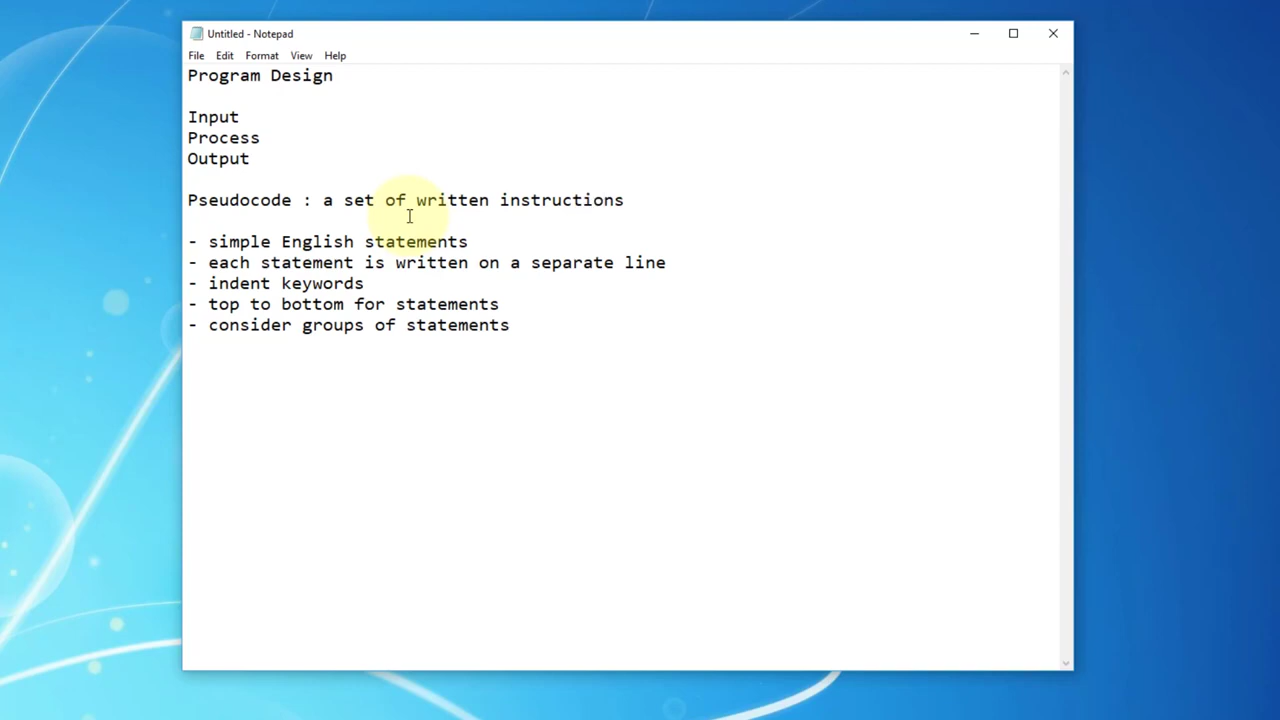 Untitled - Notepad
File Edit Format View Help
Program Design
Input
Process
Output
Pseudocode : a set of written instructions
- simple English statements
- each statement is written on a separate line
- indent keywords
- top to bottom for statements
- consider groups of statements